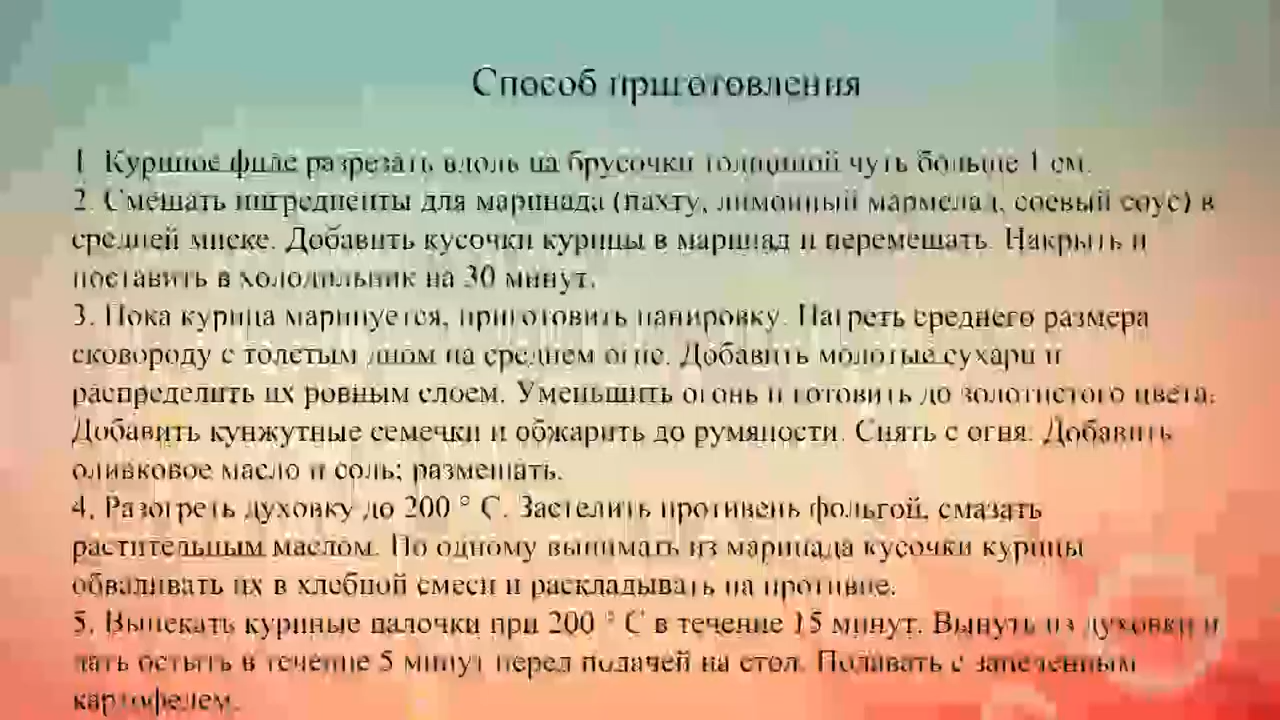 Способ приготовления
1. Куриное филе разрезать вдоль на брусочки толщиной чуть больше 1 см.
2. Смешать ингредиенты для маринада (пахту, лимонный мармелад, соевый соус) в
средней миске. Добавить кусочки курицы в маринад и перемешать. Накрыть и
поставить в холодильник на 30 минут.
3. Пока курица маринуется, приготовить панировку. Нагреть среднего размера
сковороду с толстым дном на среднем огне. Добавить молотые сухари и
распределить их ровным слоем. Уменьшить огонь и готовить до золотистого цвета.
Добавить кунжутные семечки и обжарить до румяности. Снять с огня. Добавить
оливковое масло и соль; размешать.
4. Разогреть духовку до 200 ° С. Застелить противень фольгой, смазать
растительным маслом. По одному вынимать из маринада кусочки курицы
обваливать их в хлебной смеси и раскладывать на противне.
5. Выпекать куриные палочки при 200 ° С в течение 15 минут. Вынуть из духовки и
дать остыть в течение 5 минут перед подачей на стол. Подавать с запеченным
картофелем.